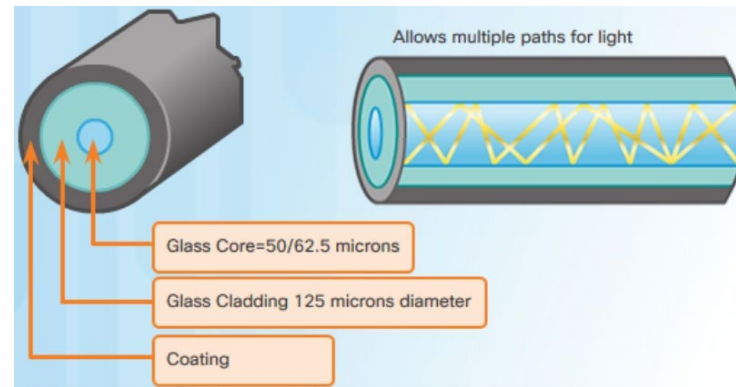 Allows multiple paths for light
Glass Core=50/62.5 microns
Glass Cladding 125 microns diameter
Coating